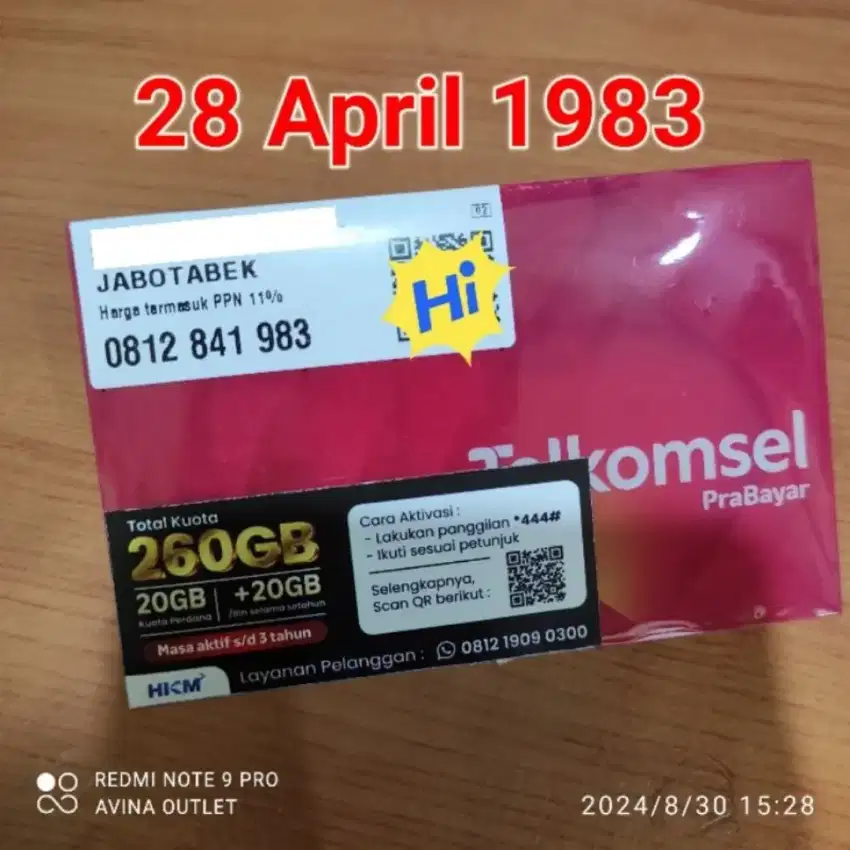 28 April 1983
62
JABOTABEK
Harga termasuk PPN 11%
Hi
0812 841 983
Telkomsel
PraBayar
Total Kuota
260GB
20GB
Kuota Perdana
+20GB
/bln selama setahun
Masa aktif s/d 3 tahun
Cara Aktivasi :
- Lakukan panggilan *444#
- Ikuti sesuai petunjuk
Selengkapnya,
Scan QR berikut :
HKM
Layanan Pelanggan : 0812 1909 0300
REDMI NOTE 9 PRO
AVINA OUTLET
2024/8/30 15:28